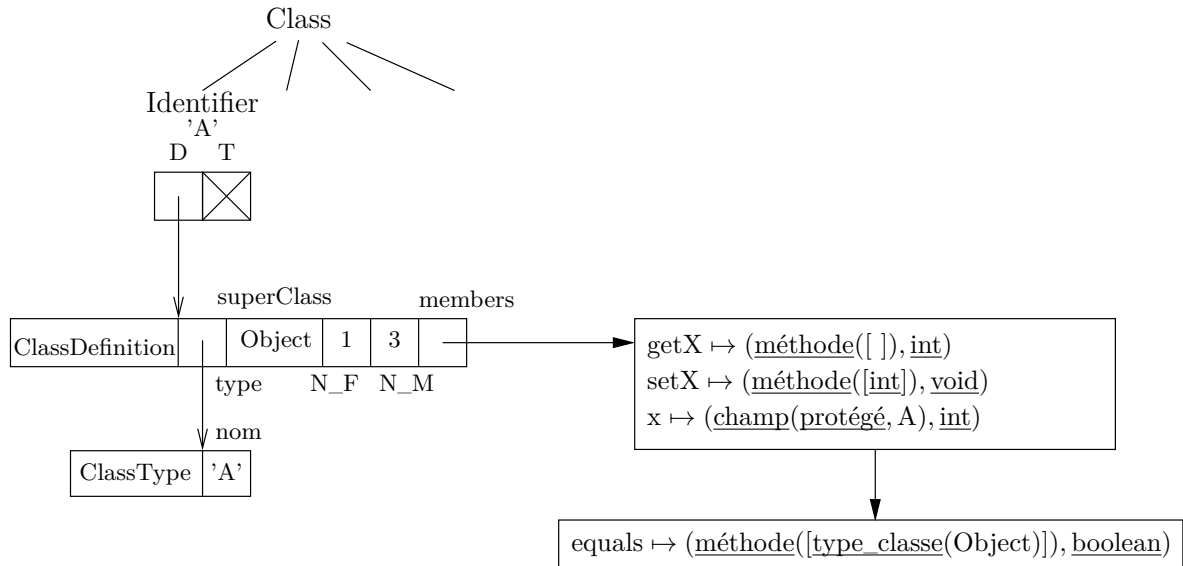 Class
Identifier
'A'
D T
superClass
members
ClassDefinition Object 1 3
type N_F N_M
nom
ClassType 'A'
getX ↦ (méthode([ ]), int)
setX ↦ (méthode([int]), void)
x ↦ (champ(protégé, A), int)
equals ↦ (méthode([type_classe(Object)]), boolean)